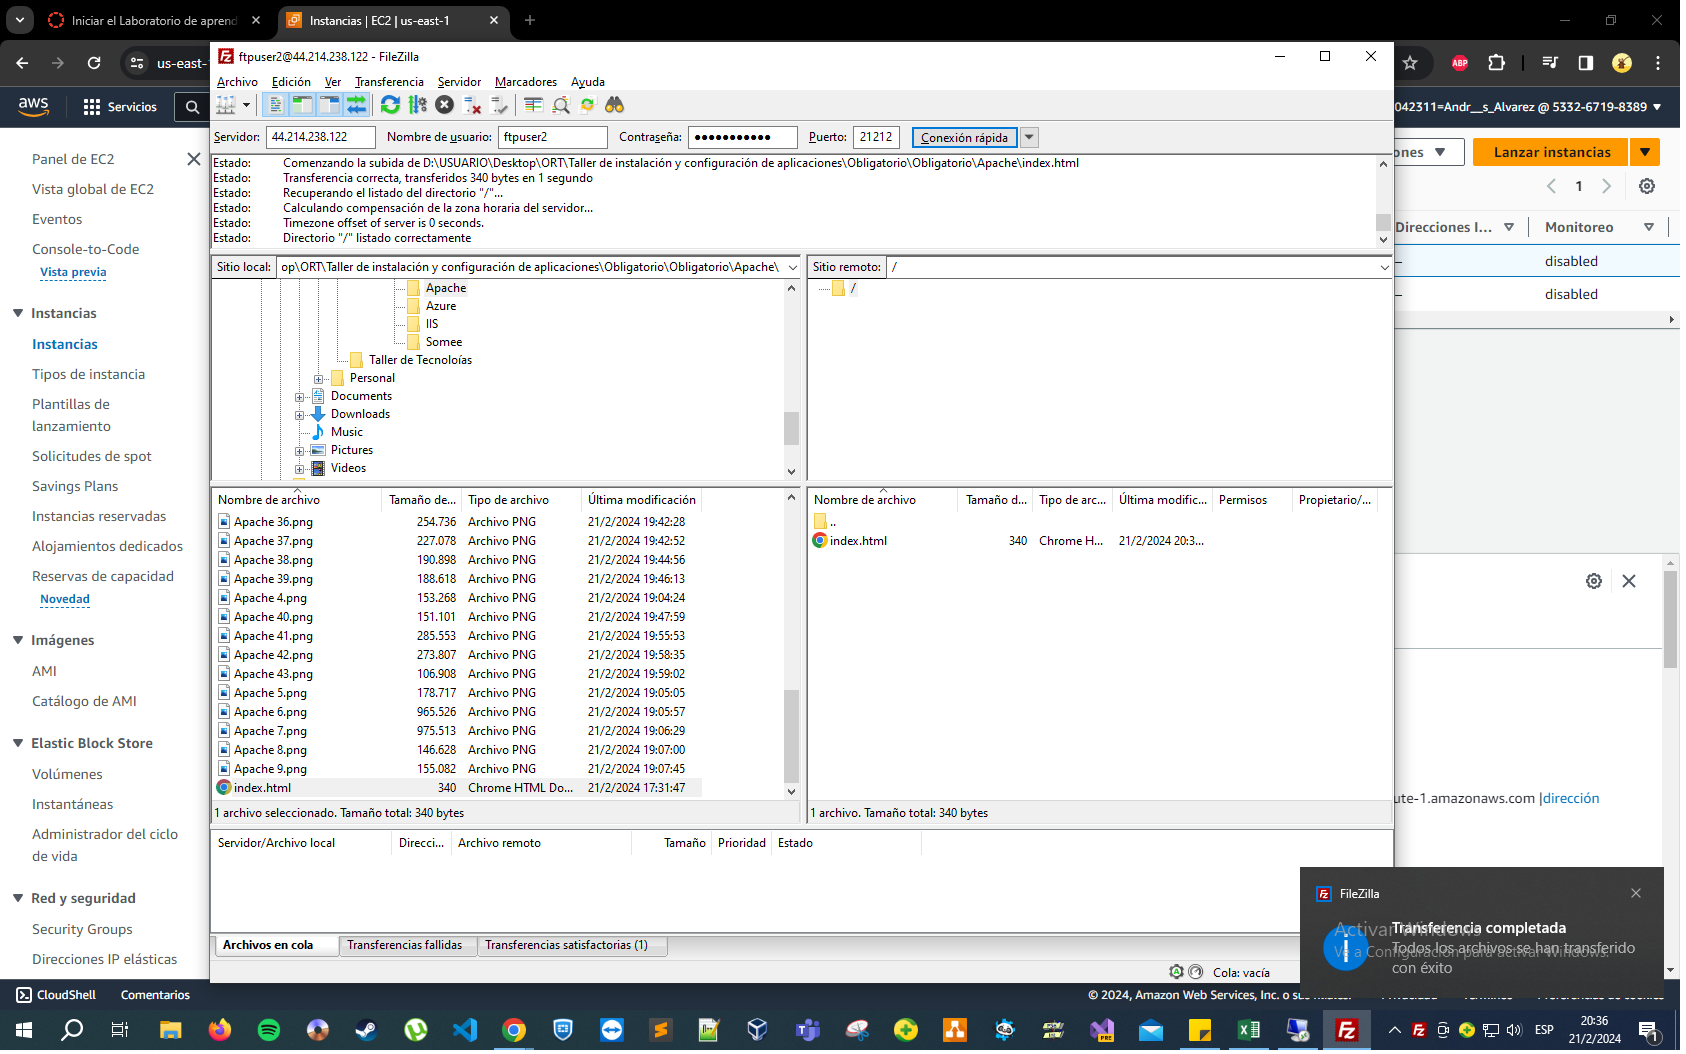 Iniciar el Laboratorio de aprend
Instancias | EC2 | us-east-1
us-east-
ABP
ftpuser2@44.214.238.122 - FileZilla
Archivo Edición Ver Transferencia Servidor Marcadores Ayuda
aws
Servicios
042311=Andr__s_Alvarez @ 5332-6719-8389
Servidor: 44.214.238.122 Nombre de usuario: ftpuser2 Contraseña: ●●●●●●●●●●● Puerto: 21212 Conexión rápida
Estado: Comenzando la subida de D:\USUARIO\Desktop\ORT\Taller de instalación y configuración de aplicaciones\Obligatorio\Obligatorio\Apache\index.html
Estado: Transferencia correcta, transferidos 340 bytes en 1 segundo
Estado: Recuperando el listado del directorio "/"...
Estado: Calculando compensación de la zona horaria del servidor...
Estado: Timezone offset of server is 0 seconds.
Estado: Directorio "/" listado correctamente
Sitio local: op\ORT\Taller de instalación y configuración de aplicaciones\Obligatorio\Obligatorio\Apache\
Apache
Azure
IIS
Somee
Taller de Tecnoloías
Personal
Documents
Downloads
Music
Pictures
Videos
Sitio remoto: /
/
Nombre de archivo Tamaño de... Tipo de archivo Última modificación
Apache 36.png 254.736 Archivo PNG 21/2/2024 19:42:28
Apache 37.png 227.078 Archivo PNG 21/2/2024 19:42:52
Apache 38.png 190.898 Archivo PNG 21/2/2024 19:44:56
Apache 39.png 188.618 Archivo PNG 21/2/2024 19:46:13
Apache 4.png 153.268 Archivo PNG 21/2/2024 19:04:24
Apache 40.png 151.101 Archivo PNG 21/2/2024 19:47:59
Apache 41.png 285.553 Archivo PNG 21/2/2024 19:55:53
Apache 42.png 273.807 Archivo PNG 21/2/2024 19:58:35
Apache 43.png 106.908 Archivo PNG 21/2/2024 19:59:02
Apache 5.png 178.717 Archivo PNG 21/2/2024 19:05:05
Apache 6.png 965.526 Archivo PNG 21/2/2024 19:05:57
Apache 7.png 975.513 Archivo PNG 21/2/2024 19:06:29
Apache 8.png 146.628 Archivo PNG 21/2/2024 19:07:00
Apache 9.png 155.082 Archivo PNG 21/2/2024 19:07:45
index.html 340 Chrome HTML Do... 21/2/2024 17:31:47
1 archivo seleccionado. Tamaño total: 340 bytes
Nombre de archivo Tamaño d... Tipo de arc... Última modific... Permisos Propietario/...
..
index.html 340 Chrome H... 21/2/2024 20:3...
1 archivo. Tamaño total: 340 bytes
Servidor/Archivo local Direcci... Archivo remoto Tamaño Prioridad Estado
Archivos en cola Transferencias fallidas Transferencias satisfactorias (1)
Cola: vacía
Panel de EC2
Vista global de EC2
Eventos
Console-to-Code
Vista previa
Instancias
Instancias
Tipos de instancia
Plantillas de
lanzamiento
Solicitudes de spot
Savings Plans
Instancias reservadas
Alojamientos dedicados
Reservas de capacidad
Novedad
Imágenes
AMI
Catálogo de AMI
Elastic Block Store
Volúmenes
Instantáneas
Administrador del ciclo
de vida
Red y seguridad
Security Groups
Direcciones IP elásticas
ones
Lanzar instancias
1
Direcciones I... Monitoreo
– disabled
– disabled
ute-1.amazonaws.com |dirección
FileZilla
Transferencia completada
Todos los archivos se han transferido
con éxito
Activar Windows
Ve a Configuración para activar Windows.
CloudShell Comentarios
© 2024, Amazon Web Services, Inc. o sus filiales. Privacidad Términos Preferencias de cookies
PRE
ESP
20:36
21/2/2024
1